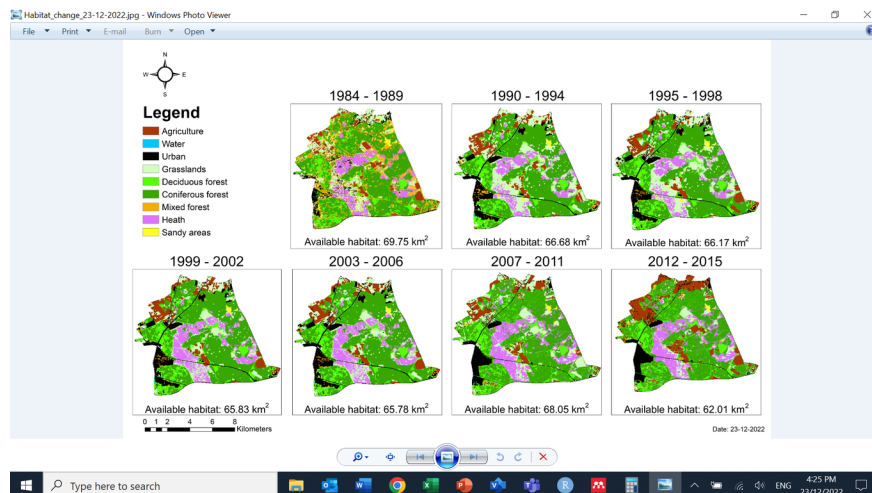 Habitat_change_23-12-2022.jpg - Windows Photo Viewer
File Print E-mail Burn Open
N
W E
S
Legend
Agriculture
Water
Urban
Grasslands
Deciduous forest
Coniferous forest
Mixed forest
Heath
Sandy areas
1984 - 1989
Available habitat: 69.75 km²
1990 - 1994
Available habitat: 66.68 km²
1995 - 1998
Available habitat: 66.17 km²
1999 - 2002
Available habitat: 65.83 km²
2003 - 2006
Available habitat: 65.78 km²
2007 - 2011
Available habitat: 68.05 km²
2012 - 2015
Available habitat: 62.01 km²
0 1 2 4 6 8
Kilometers
Date: 23-12-2022
Type here to search
ENG
4:25 PM
23/12/2022